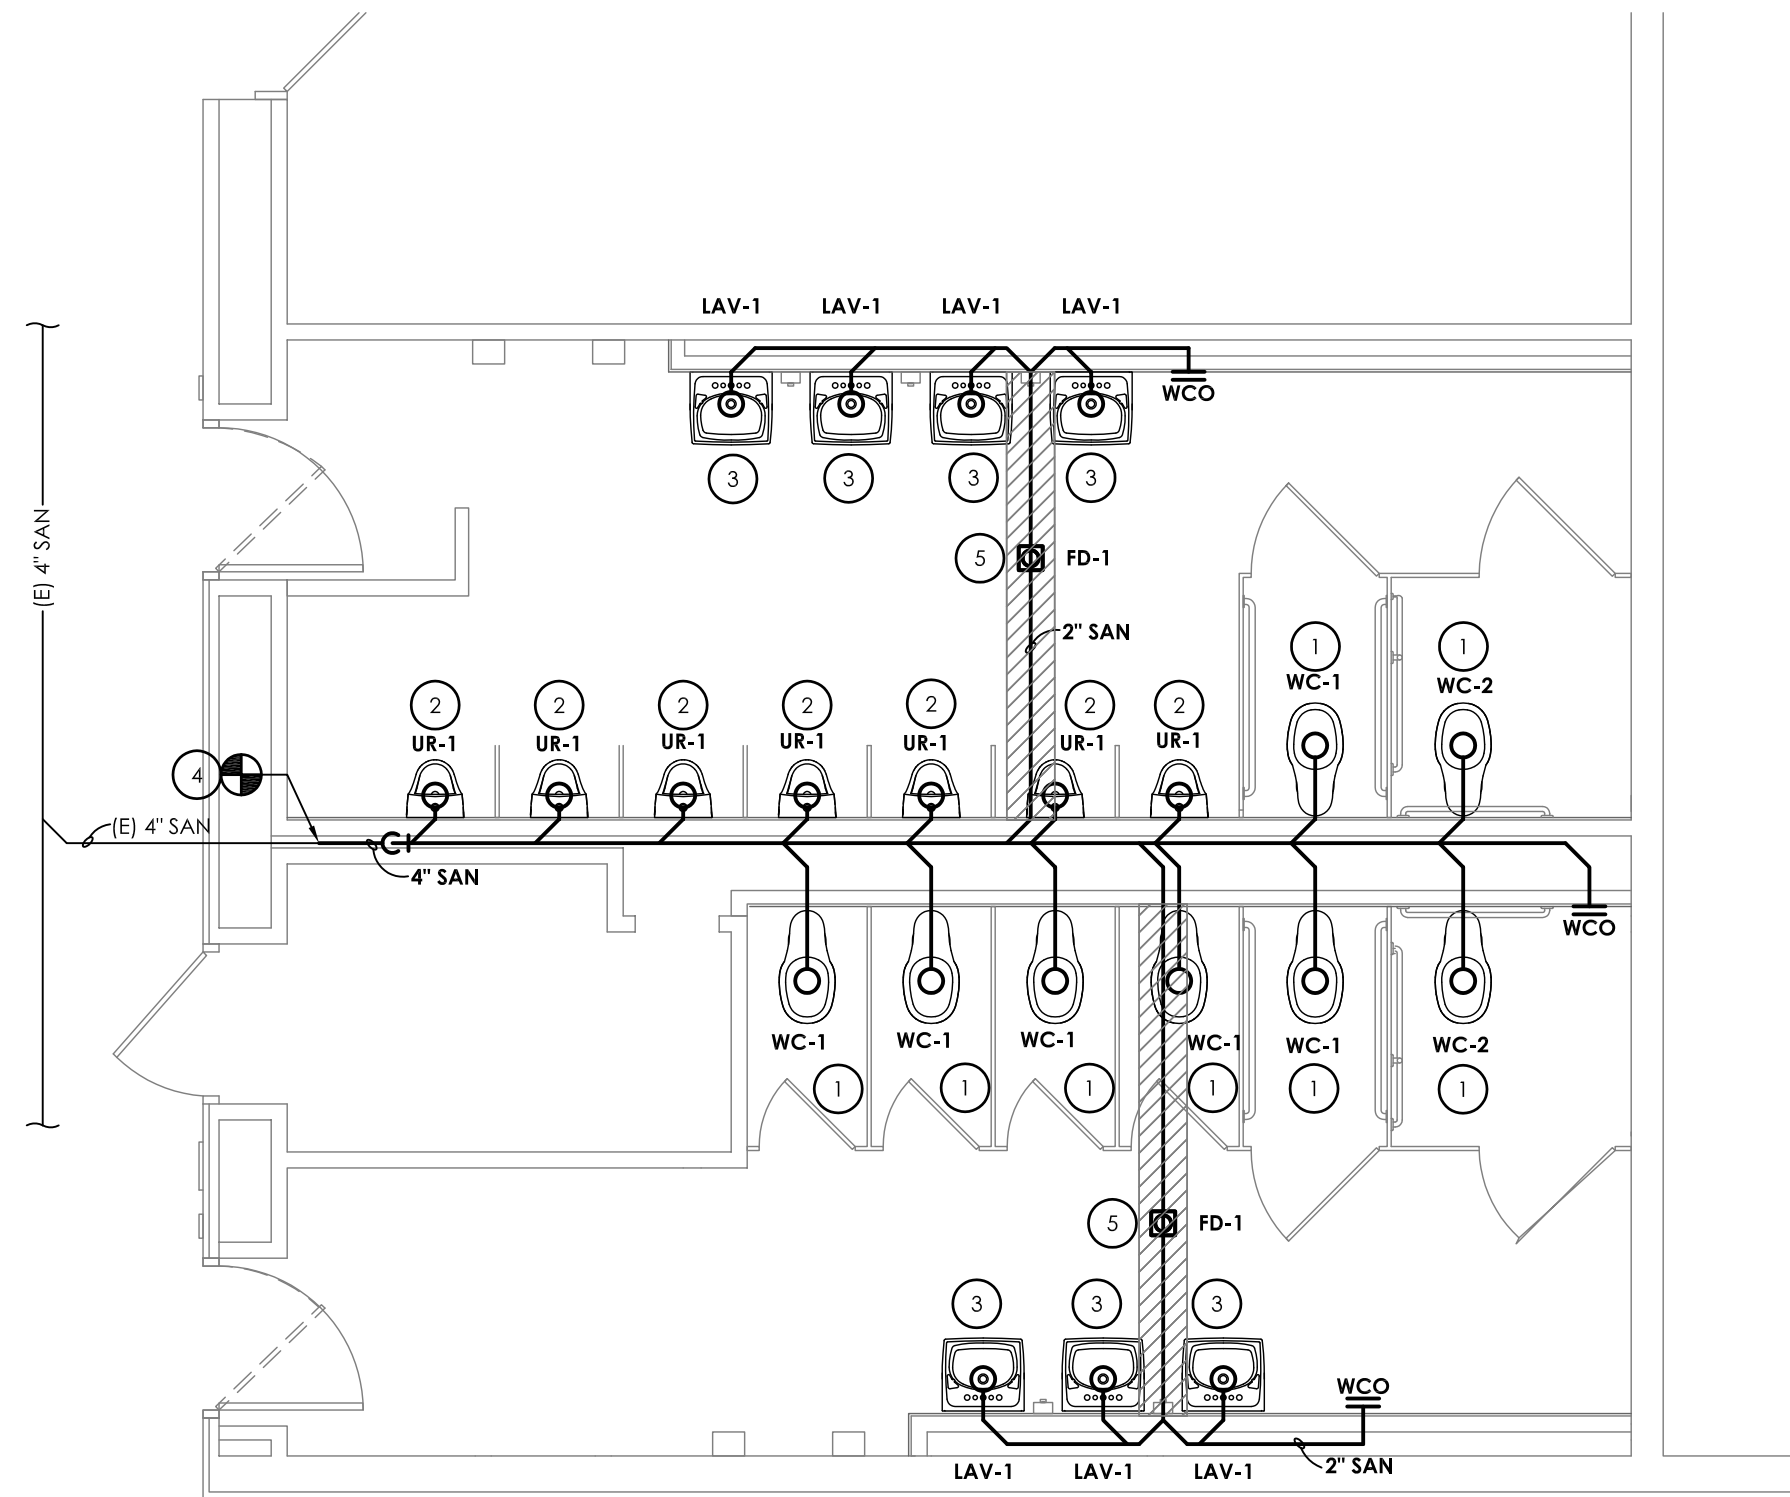 LAV-1 LAV-1 LAV-1 LAV-1
WCO
3 3 3 3
(E) 4" SAN
5 FD-1
2" SAN
1 1
WC-1 WC-2
2 2 2 2 2 2 2
UR-1 UR-1 UR-1 UR-1 UR-1 UR-1 UR-1
4
(E) 4" SAN
4" SAN
WCO
WC-1 WC-1 WC-1 WC-1 WC-1 WC-2
1 1 1 1 1 1
5 FD-1
3 3 3
WCO
2" SAN
LAV-1 LAV-1 LAV-1